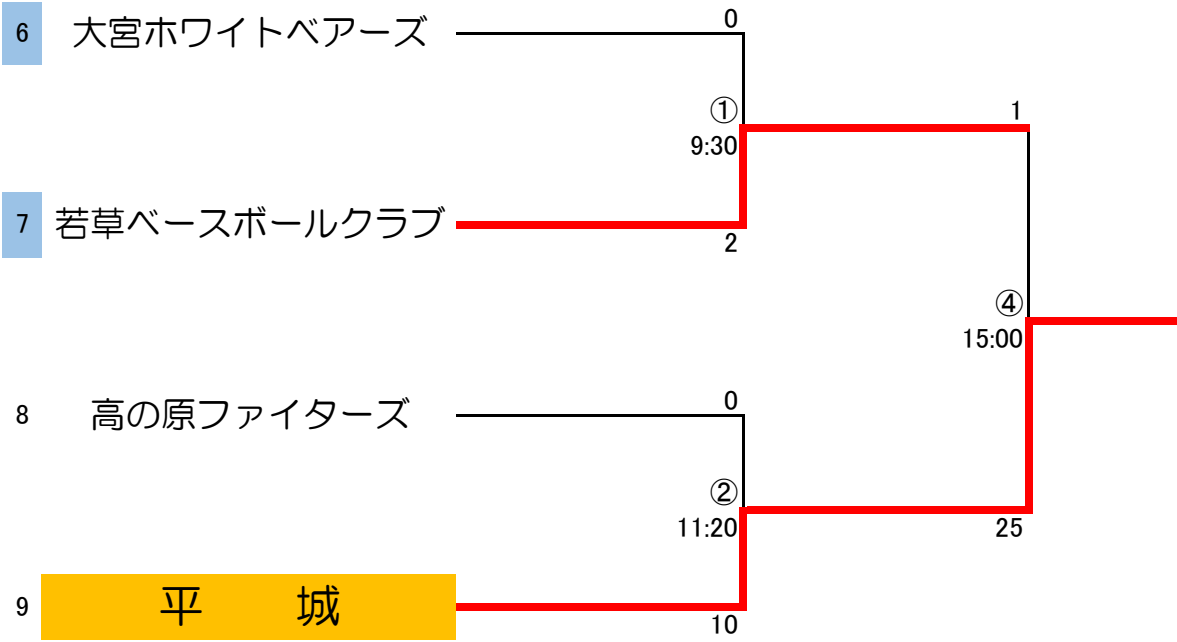 0
6 大宮ホワイトベアーズ
① 1
9:30
7 若草ベースボールクラブ
2
④
15:00
0
8 高の原ファイターズ
②
11:20 25
9 平 城
10